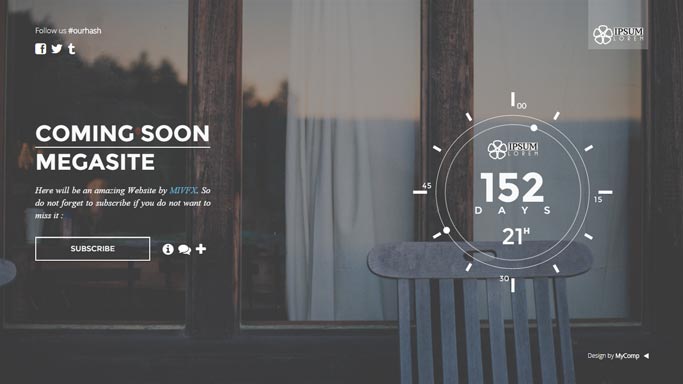 Follow us #ourhash
IPSUM
LOREM
COMING SOON
MEGASITE
Here will be an amazing Website by MIVFX. So
do not forget to subscribe if you do not want to
miss it :
SUBSCRIBE
00
15
30
45
IPSUM
LOREM
152
DAYS
21H
Design by MyComp